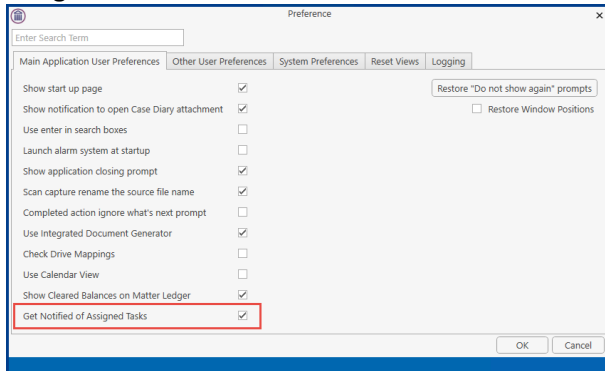 Preference
Enter Search Term
Main Application User Preferences Other User Preferences System Preferences Reset Views Logging
Show start up page
Restore "Do not show again" prompts
Show notification to open Case Diary attachment
Restore Window Positions
Use enter in search boxes
Launch alarm system at startup
Show application closing prompt
Scan capture rename the source file name
Completed action ignore what's next prompt
Use Integrated Document Generator
Check Drive Mappings
Use Calendar View
Show Cleared Balances on Matter Ledger
Get Notified of Assigned Tasks
OK Cancel